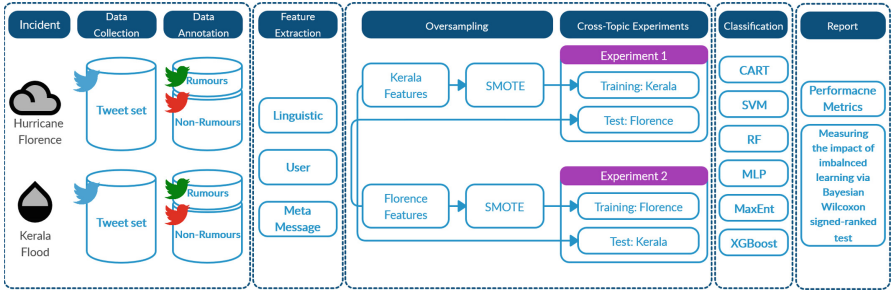 Incident
Data
Collection
Data
Annotation
Feature
Extraction
Oversampling
Cross-Topic Experiments
Classification
Report
Hurricane
Florence
Tweet set
Rumours
Non-Rumours
Kerala
Flood
Tweet set
Rumours
Non-Rumours
Linguistic
User
Meta
Message
Kerala
Features
SMOTE
Florence
Features
SMOTE
Experiment 1
Training: Kerala
Test: Florence
Experiment 2
Training: Florence
Test: Kerala
CART
SVM
RF
MLP
MaxEnt
XGBoost
Performacne
Metrics
Measuring
the impact of
imbalnced
learning via
Bayesian
Wilcoxon
signed-ranked
test